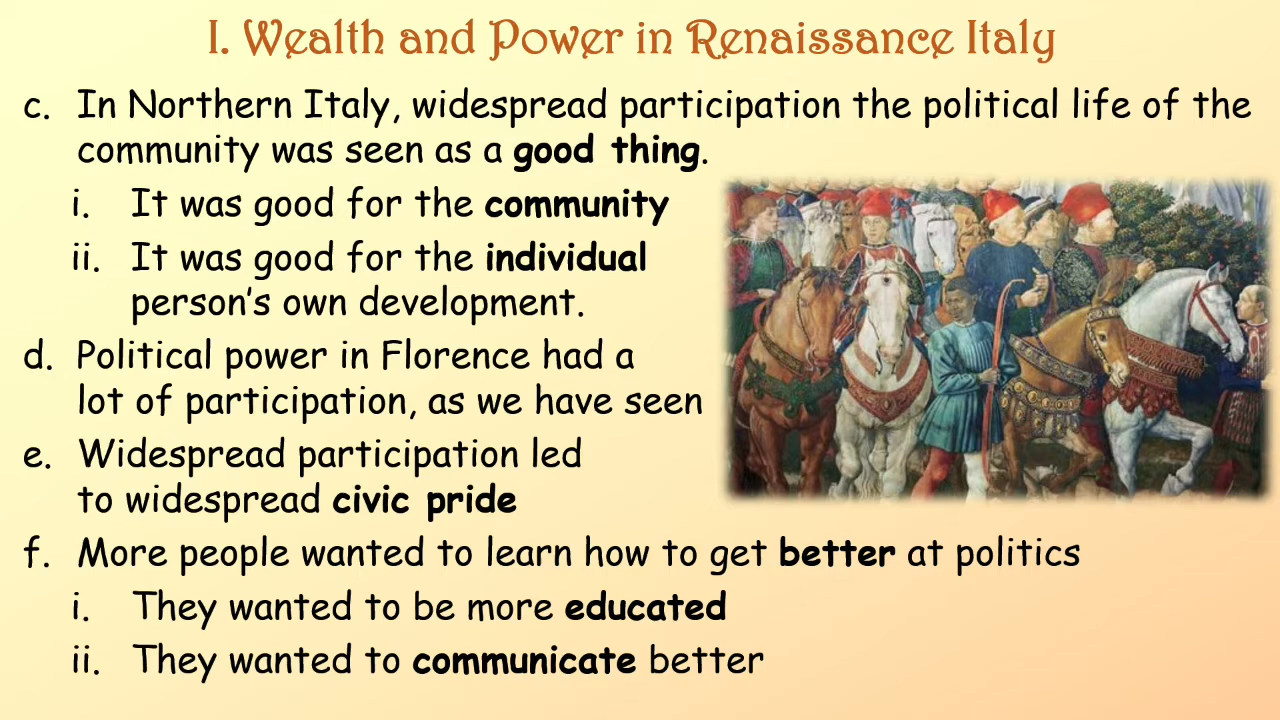 I. Wealth and Power in Renaissance Italy
c. In Northern Italy, widespread participation the political life of the
community was seen as a good thing.
i. It was good for the community
ii. It was good for the individual
person's own development.
d. Political power in Florence had a
lot of participation, as we have seen
e. Widespread participation led
to widespread civic pride
f. More people wanted to learn how to get better at politics
i. They wanted to be more educated
ii. They wanted to communicate better